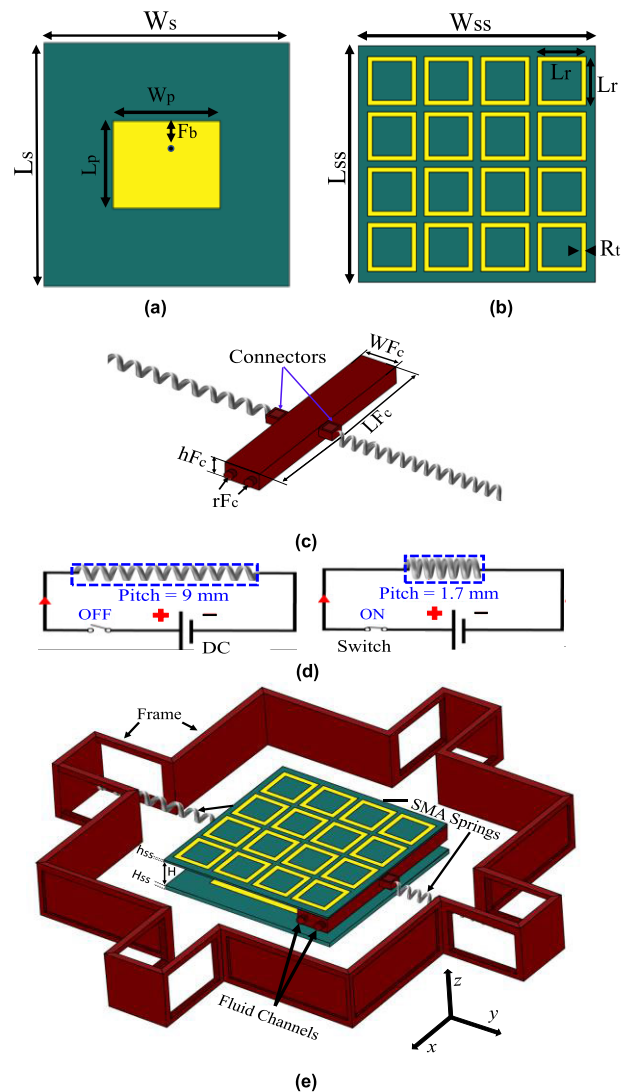 Ws
Wp
Fb
Lp
Ls
(a)
Wss
Lr
Lr
Lss
Rt
(b)
Connectors
WFc
LFc
hFc
rFc
(c)
Pitch = 9 mm
OFF
+ −
DC
Pitch = 1.7 mm
ON
+ −
Switch
(d)
Frame
SMA Springs
hss
H
Hss
Fluid Channels
z
y
x
(e)